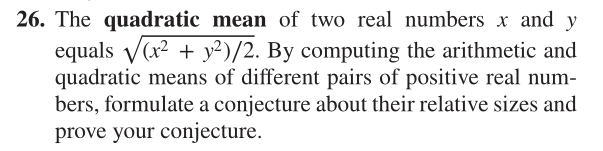 26. The quadratic mean of two real numbers x and y
equals √(x² + y²)/2. By computing the arithmetic and
quadratic means of different pairs of positive real num-
bers, formulate a conjecture about their relative sizes and
prove your conjecture.